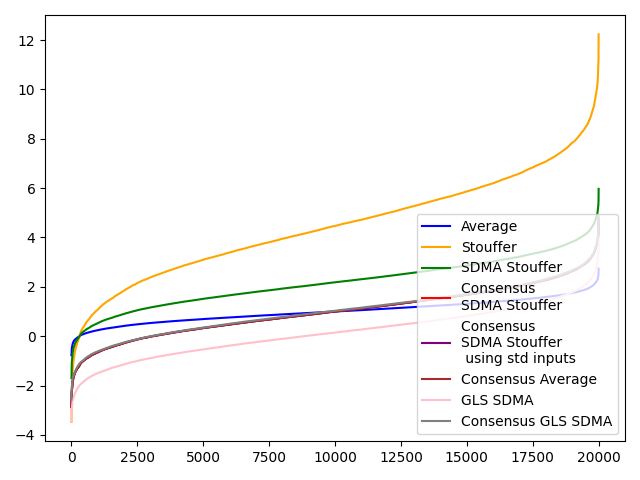 12
10
8
6
4
2
0
−2
−4
0
2500
5000
7500
10000
12500
15000
17500
20000
Average
Stouffer
SDMA Stouffer
Consensus
SDMA Stouffer
Consensus
SDMA Stouffer
using std inputs
Consensus Average
GLS SDMA
Consensus GLS SDMA